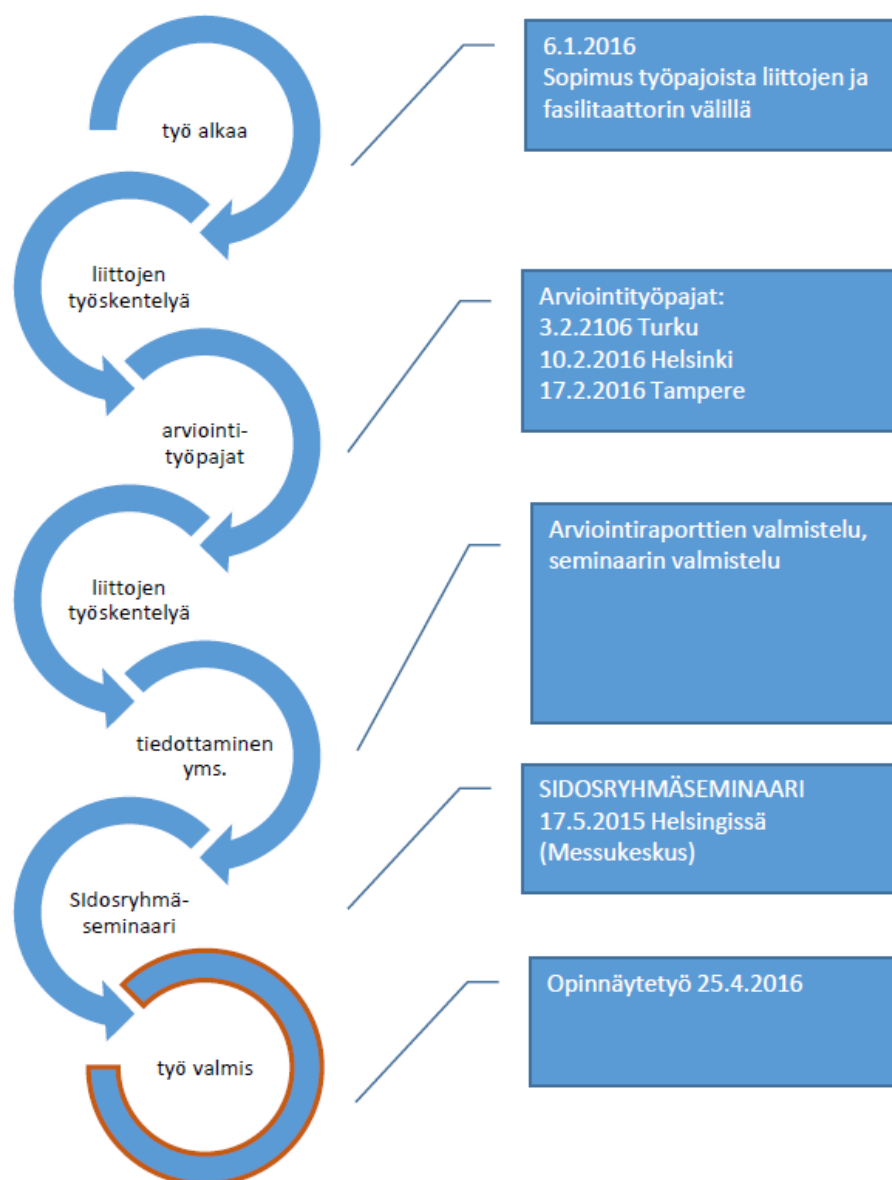 työ alkaa
6.1.2016
Sopimus työpajoista liittojen ja
fasilitaattorin välillä
liittojen
työskentelyä
Arviointityöpajat:
3.2.2106 Turku
10.2.2016 Helsinki
17.2.2016 Tampere
arviointi-
työpajat
liittojen
työskentelyä
Arviointiraporttien valmistelu,
seminaarin valmistelu
tiedottaminen
yms.
SIDOSRYHMÄSEMINAARI
17.5.2015 Helsingissä
(Messukeskus)
SIdosryhmä-
seminaari
Opinnäytetyö 25.4.2016
työ valmis